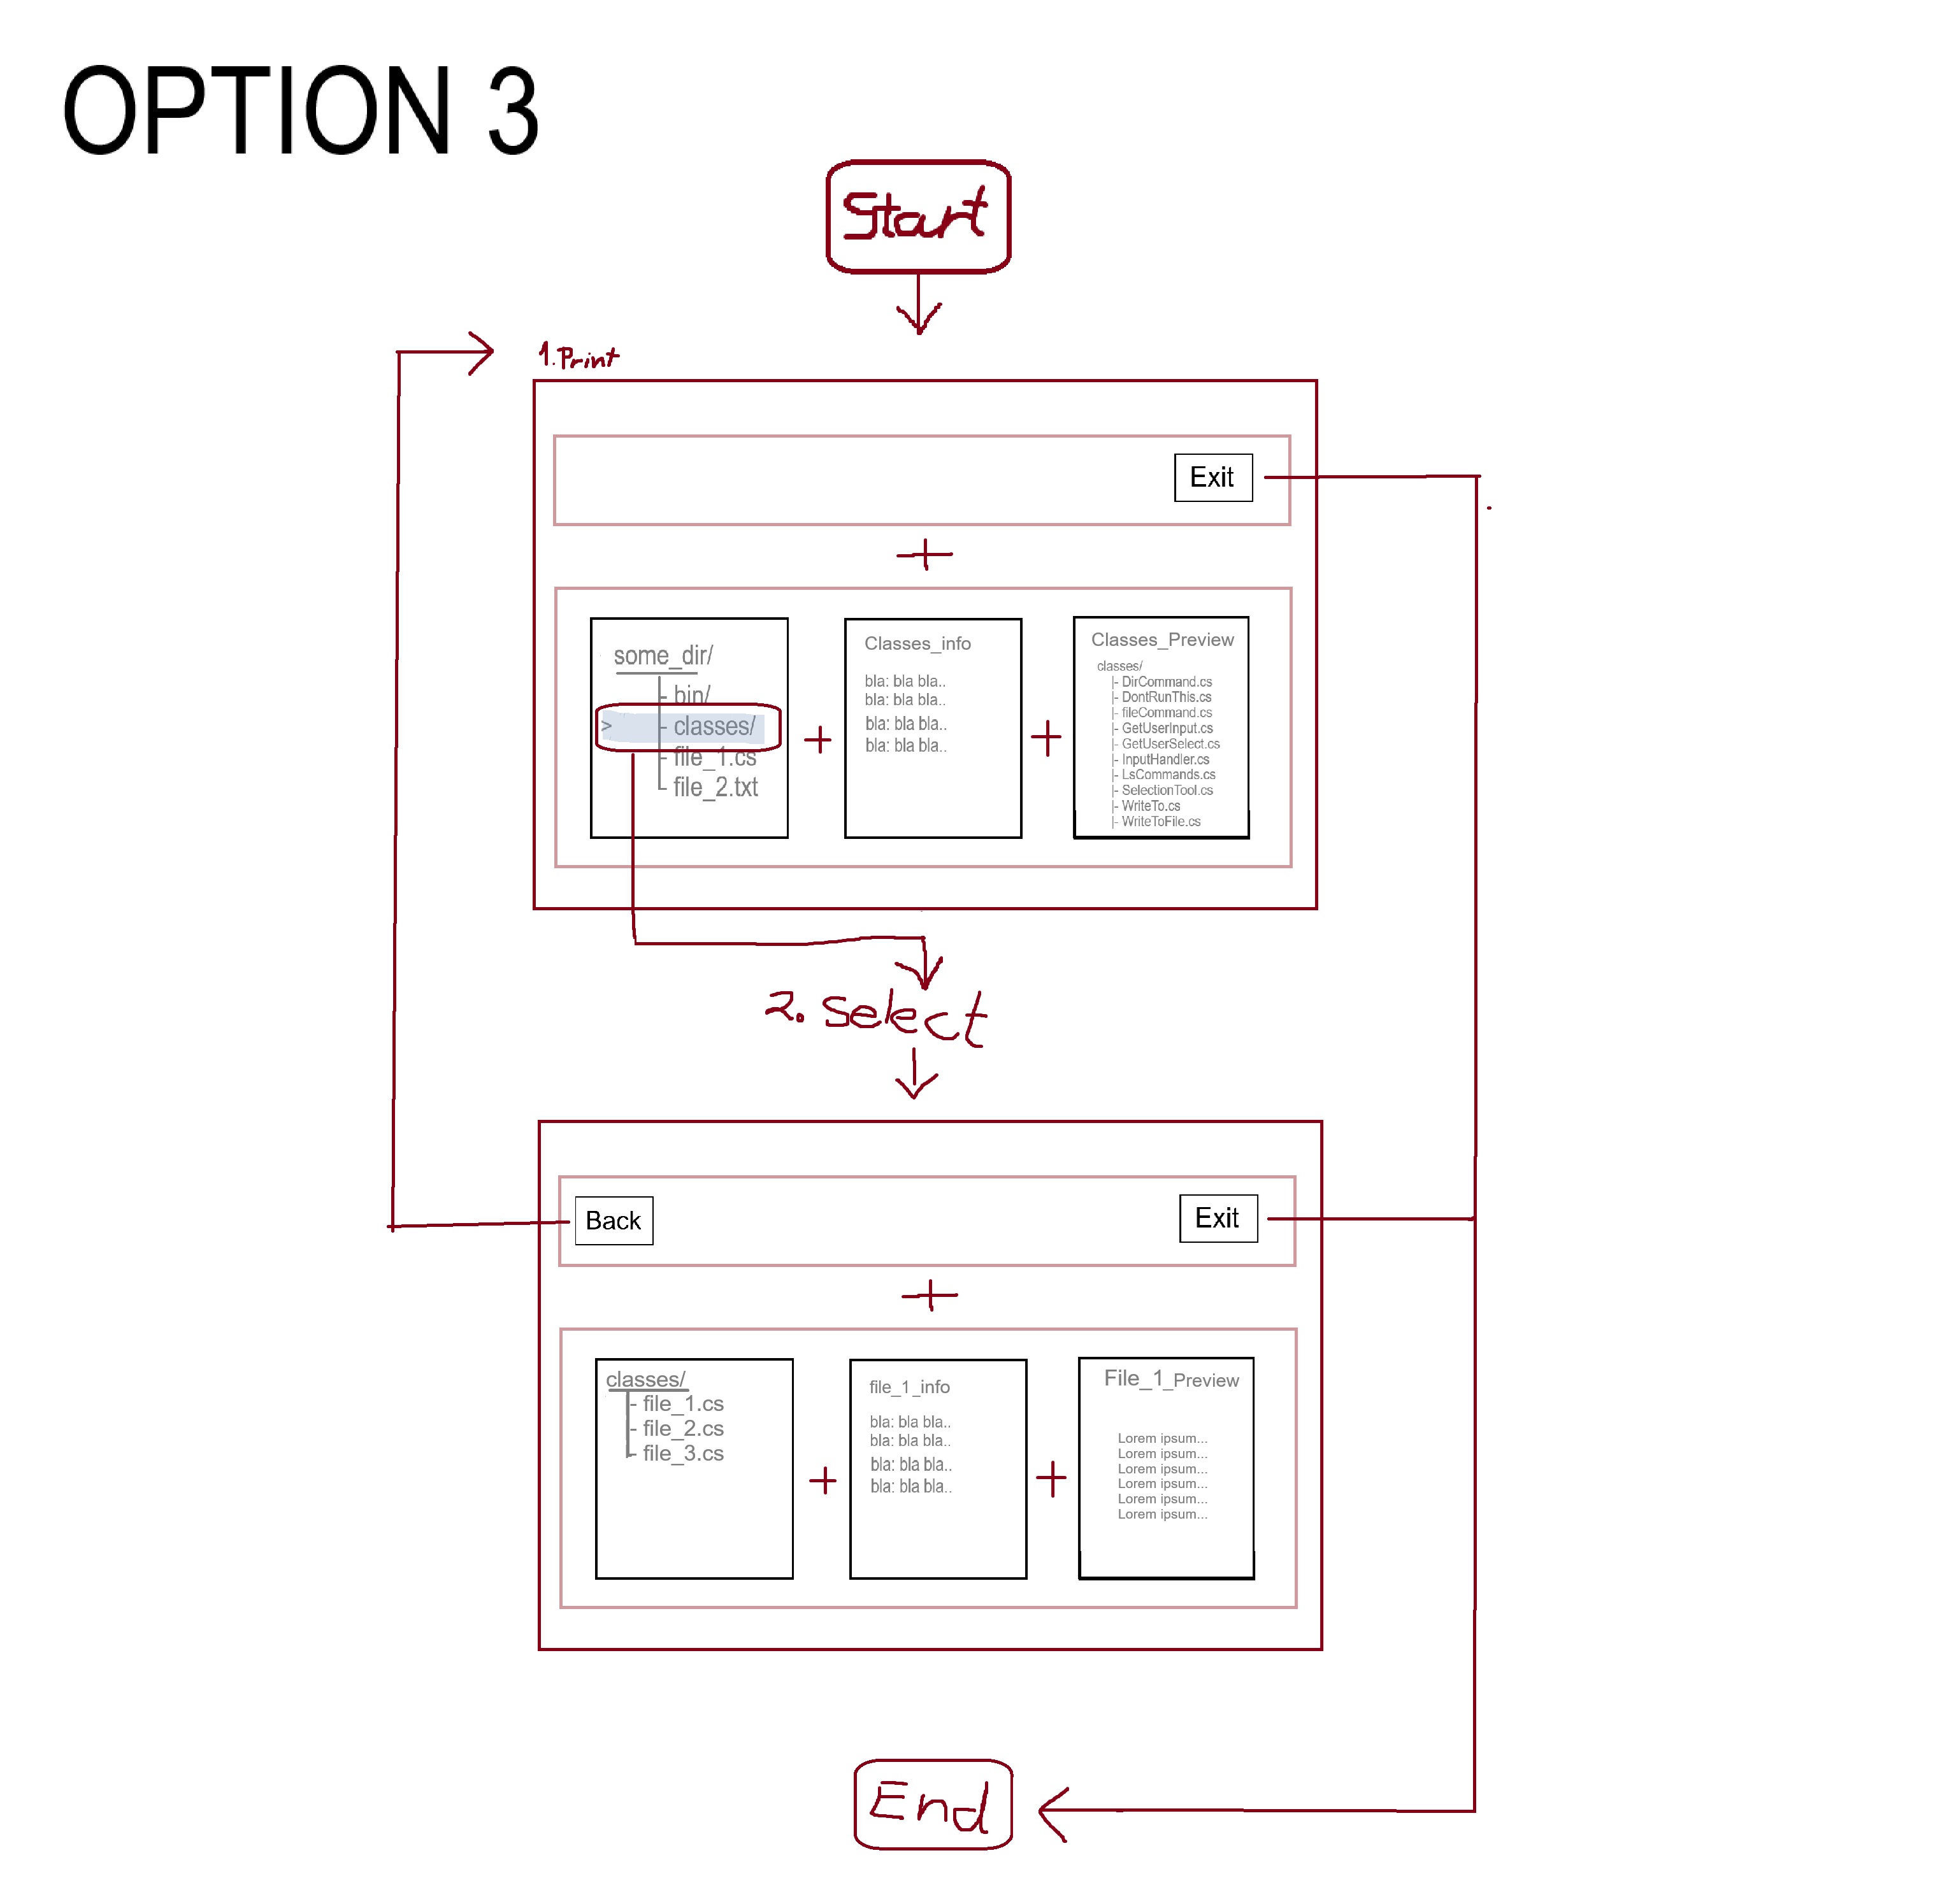 OPTION 3
Start
1. Print
Exit
+
some_dir/
|- bin/
> |- classes/
|- file_1.cs
|- file_2.txt
+
Classes_info
bla: bla bla..
bla: bla bla..
bla: bla bla..
bla: bla bla..
+
Classes_Preview
classes/
|- DirCommand.cs
|- DontRunThis.cs
|- fileCommand.cs
|- GetUserInput.cs
|- GetUserSelect.cs
|- InputHandler.cs
|- LsCommands.cs
|- SelectionTool.cs
|- WriteTo.cs
|- WriteToFile.cs
2. Select
Back
Exit
+
classes/
- file_1.cs
- file_2.cs
- file_3.cs
+
file_1_info
bla: bla bla..
bla: bla bla..
bla: bla bla..
bla: bla bla..
+
File_1_Preview
Lorem ipsum...
Lorem ipsum...
Lorem ipsum...
Lorem ipsum...
Lorem ipsum...
Lorem ipsum...
End